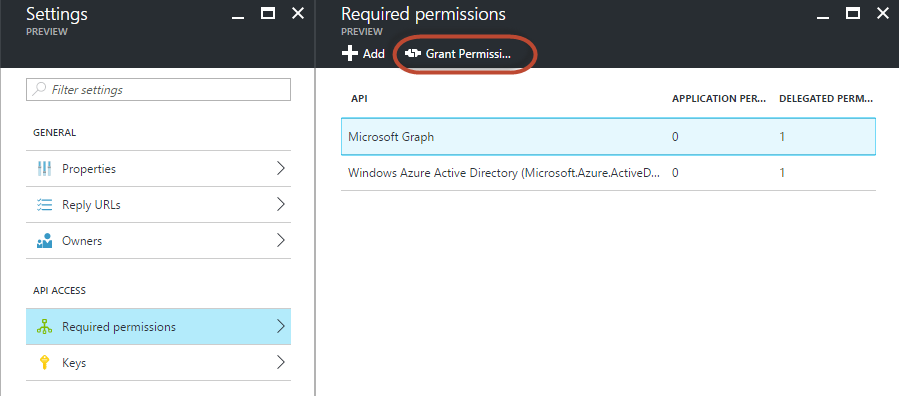 Settings
PREVIEW
Filter settings
GENERAL
Properties
Reply URLs
Owners
API ACCESS
Required permissions
Keys
Required permissions
PREVIEW
Add Grant Permissi...
API APPLICATION PER... DELEGATED PERM...
Microsoft Graph 0 1
Windows Azure Active Directory (Microsoft.Azure.ActiveD... 0 1